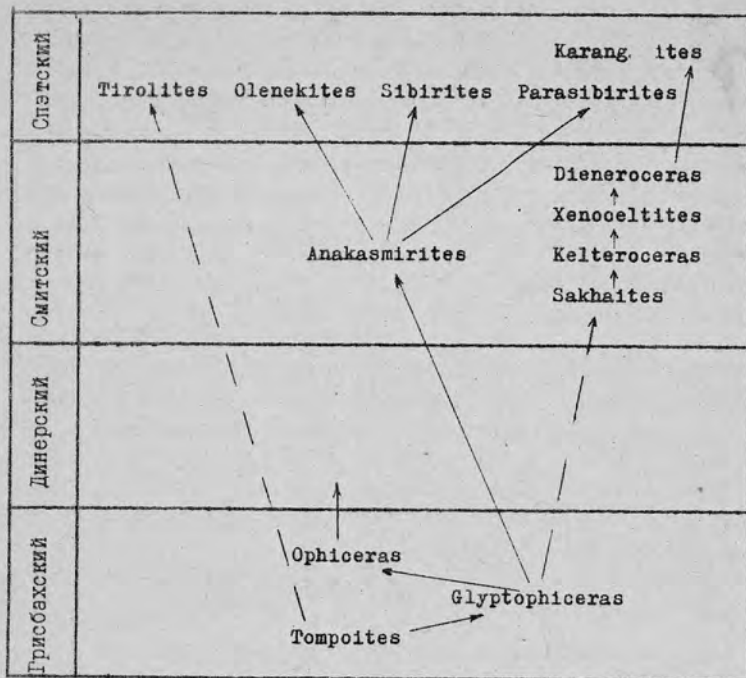 Karang. ites
Tirolites Olenekites Sibirites Parasibirites
Спэтский
Dieneroceras
Xenoceltites
Anakasmirites Kelteroceras
Sakhaites
Смитский
Динерский
Ophiceras
Glyptophiceras
Tompoites
Грисбахский